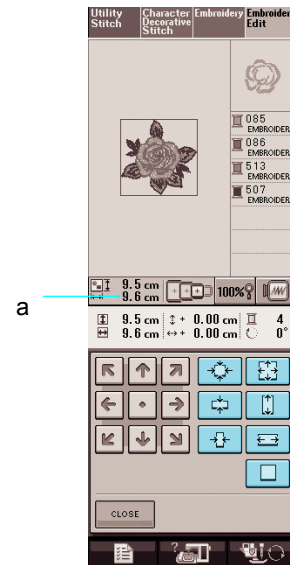 Utility Character Embroidery Embroider
Stitch Decorative Edit
Stitch
085
EMBROIDER
086
EMBROIDER
513
EMBROIDER
507
EMBROIDER
9.5 cm
9.6 cm 100%
a
9.5 cm + 0.00 cm 4
9.6 cm + 0.00 cm 0°
CLOSE
?